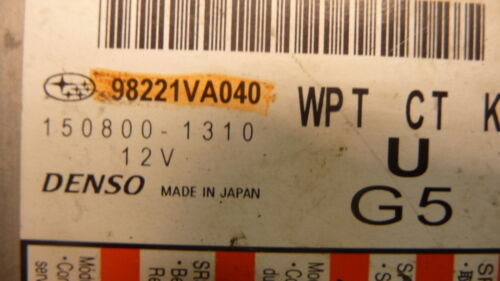 98221VA040 WPT CT K
150800-1310
12V U
DENSO MADE IN JAPAN G5